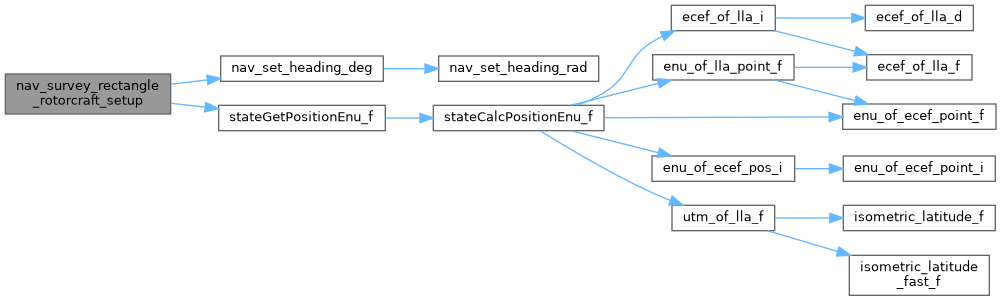 nav_survey_rectangle
_rotorcraft_setup
nav_set_heading_deg
nav_set_heading_rad
stateGetPositionEnu_f
stateCalcPositionEnu_f
ecef_of_lla_i
ecef_of_lla_d
ecef_of_lla_f
enu_of_lla_point_f
enu_of_ecef_point_f
enu_of_ecef_pos_i
enu_of_ecef_point_i
utm_of_lla_f
isometric_latitude_f
isometric_latitude
_fast_f